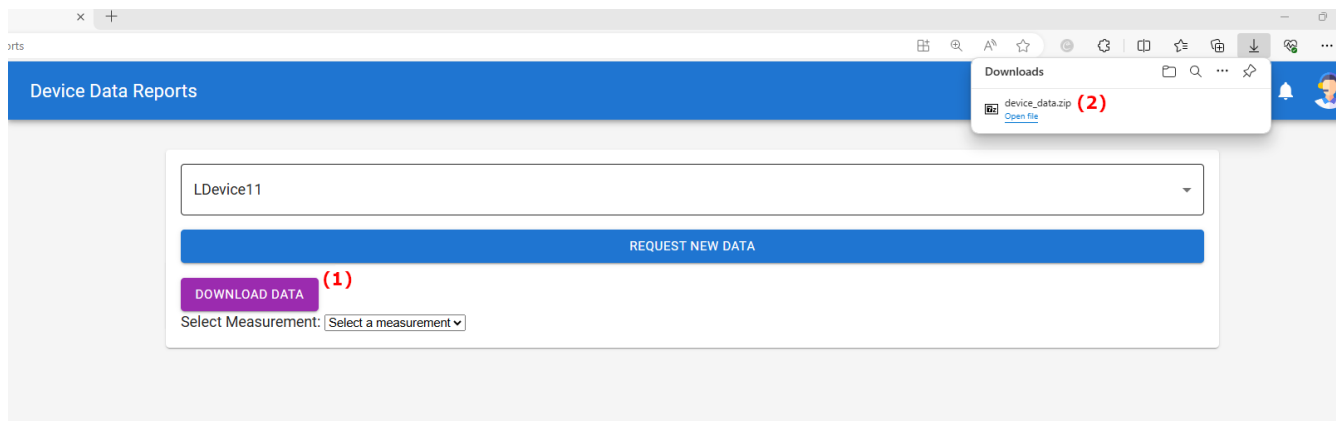 orts
Downloads
Device Data Reports
device_data.zip (2)
Open file
LDevice11
REQUEST NEW DATA
(1)
DOWNLOAD DATA
Select Measurement: Select a measurement